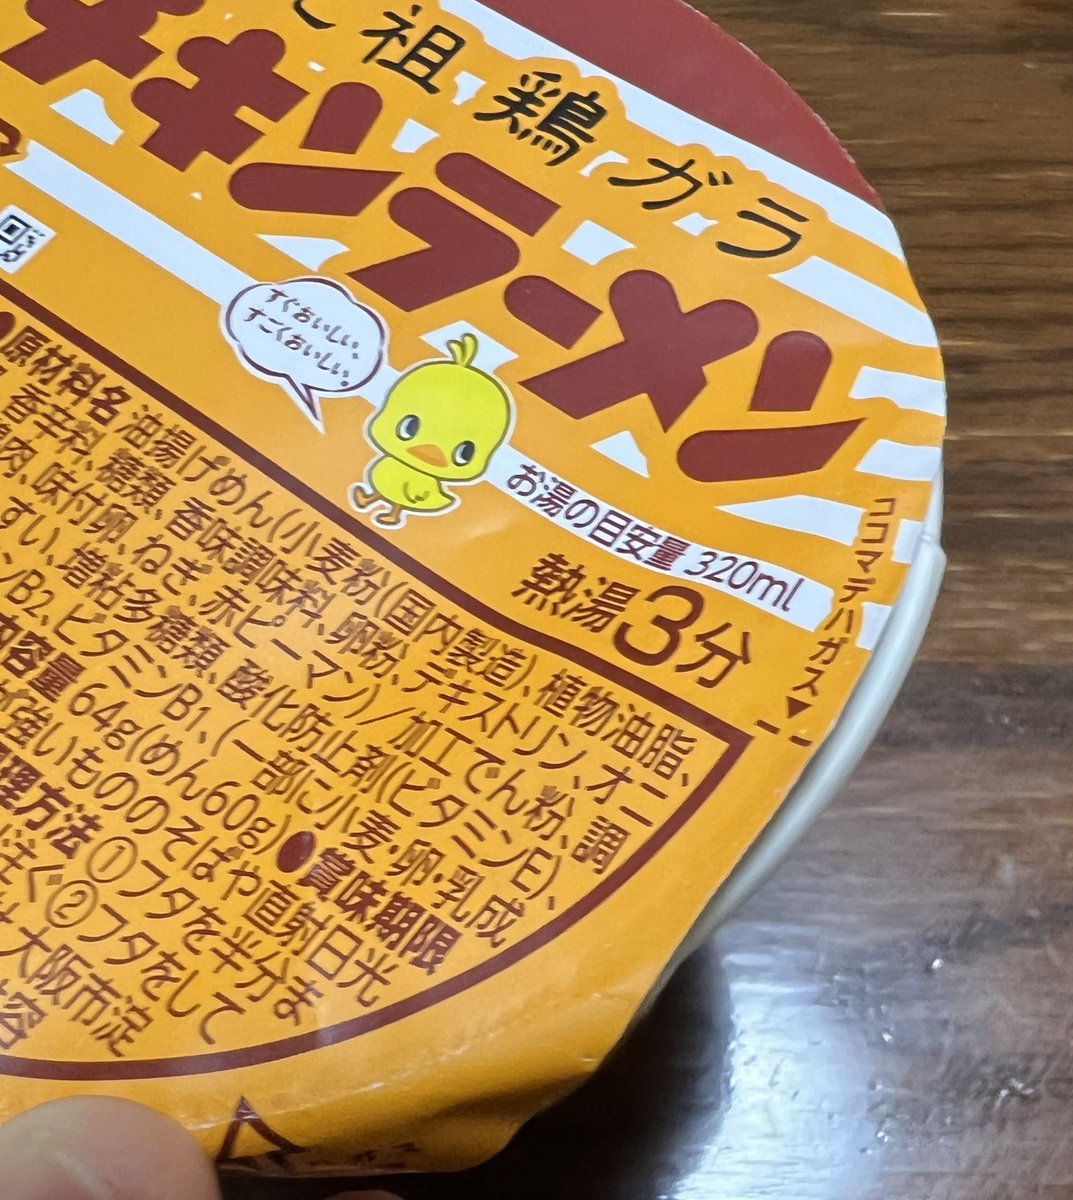 元祖鶏ガラ
チキンラーメン
すぐおいしい、
すごくおいしい。
お湯の目安量 320ml
熱湯3分
ココマデハガス▼
●原材料名 油揚げめん(小麦粉(国内製造)、植物油脂、
香辛料、糖類、香味調味料、卵粉、デキストリン、オニ
肉、味付卵、ねぎ、赤ピーマン)/加工でん粉、調
すい、増粘多糖類、酸化防止剤(ビタミンE)、
ンB2、ビタミンB1、(一部に小麦・卵・乳成
内容量 64g(めん60g)●賞味期限
強いもののそばや直射日光
理方法 ①フタを半分ま
そそぐ②フタをして
大阪市淀
容